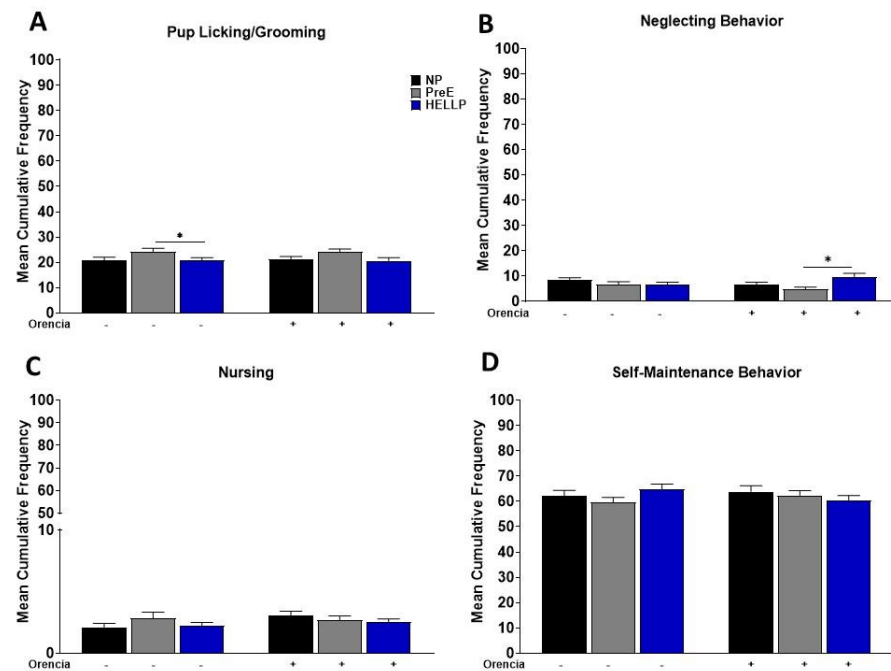 A
Pup Licking/Grooming
Mean Cumulative Frequency
100
90
80
70
60
50
40
30
20
10
0
*
NP
PreE
HELLP
Orencia - - - + + +
B
Neglecting Behavior
Mean Cumulative Frequency
100
90
80
70
60
50
40
30
20
10
0
*
Orencia - - - + + +
C
Nursing
Mean Cumulative Frequency
100
90
80
70
60
50
10
0
Orencia - - - + + +
D
Self-Maintenance Behavior
Mean Cumulative Frequency
100
90
80
70
60
50
40
30
20
10
0
Orencia - - - + + +